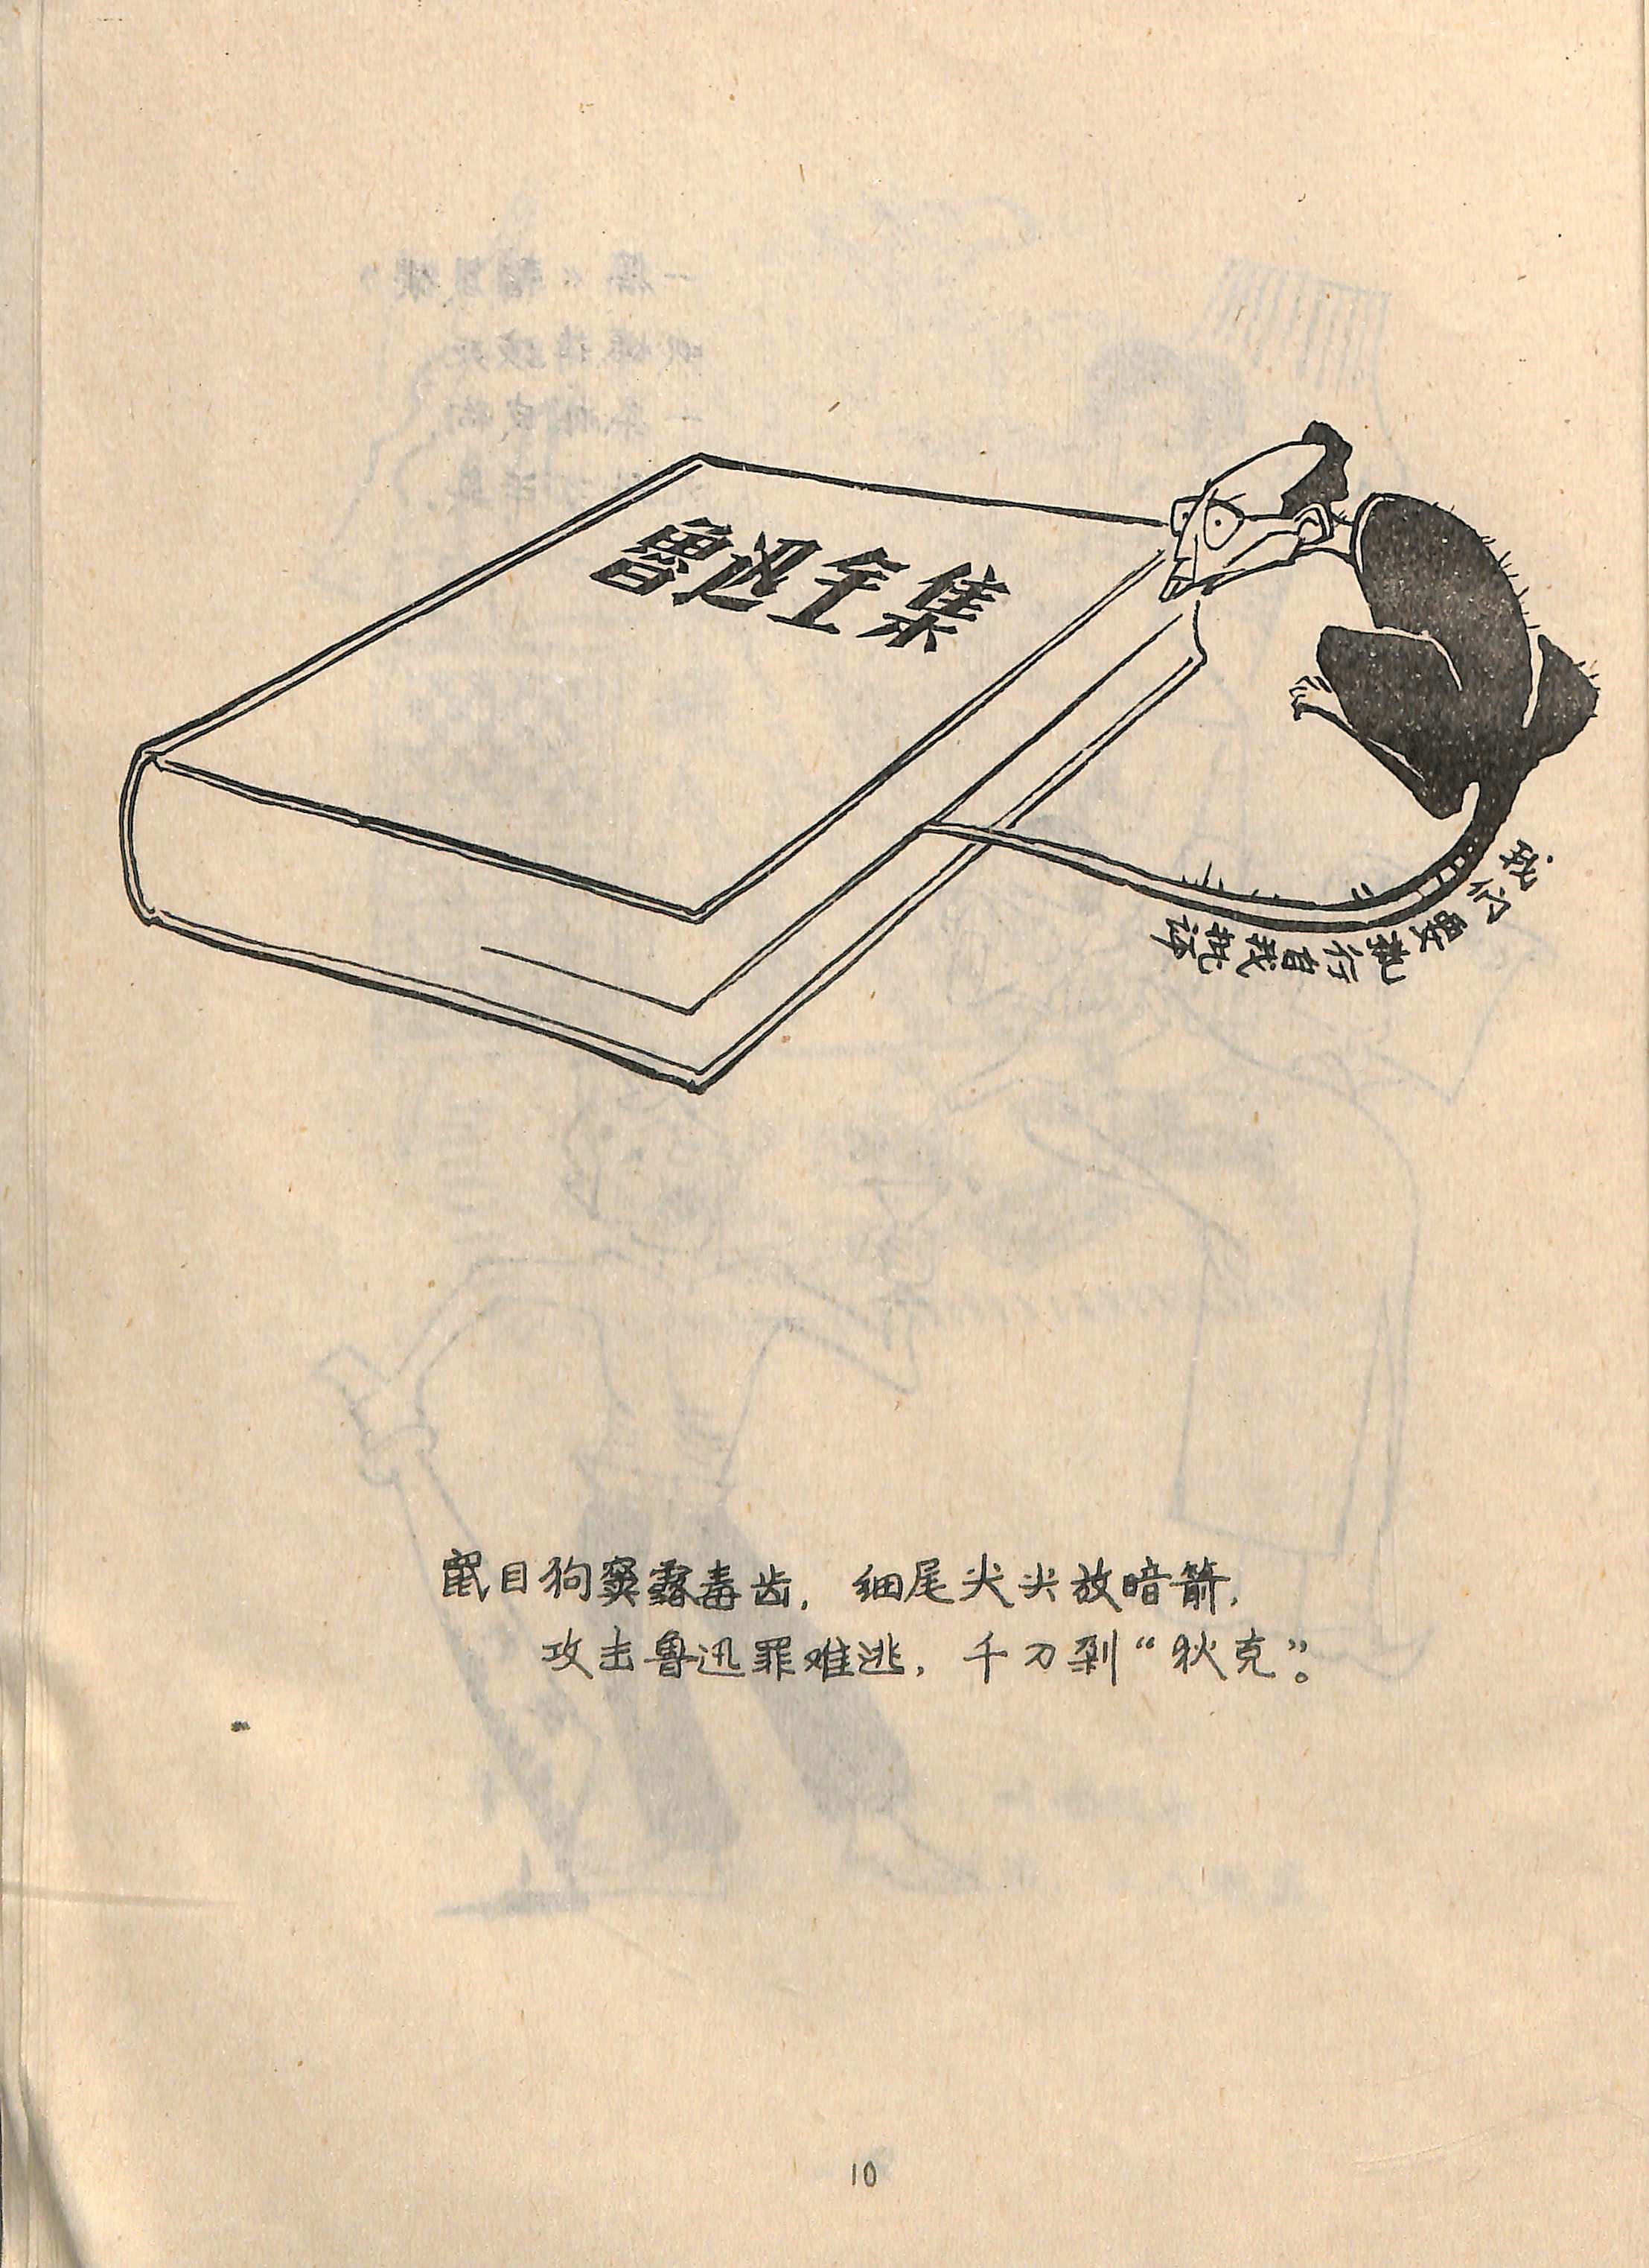 鲁迅全集
我们要执行自我批评
鼠目狗窦露毒齿，细尾尖尖放暗箭，
攻击鲁迅罪难逃，千刀剁“狄克”。
10